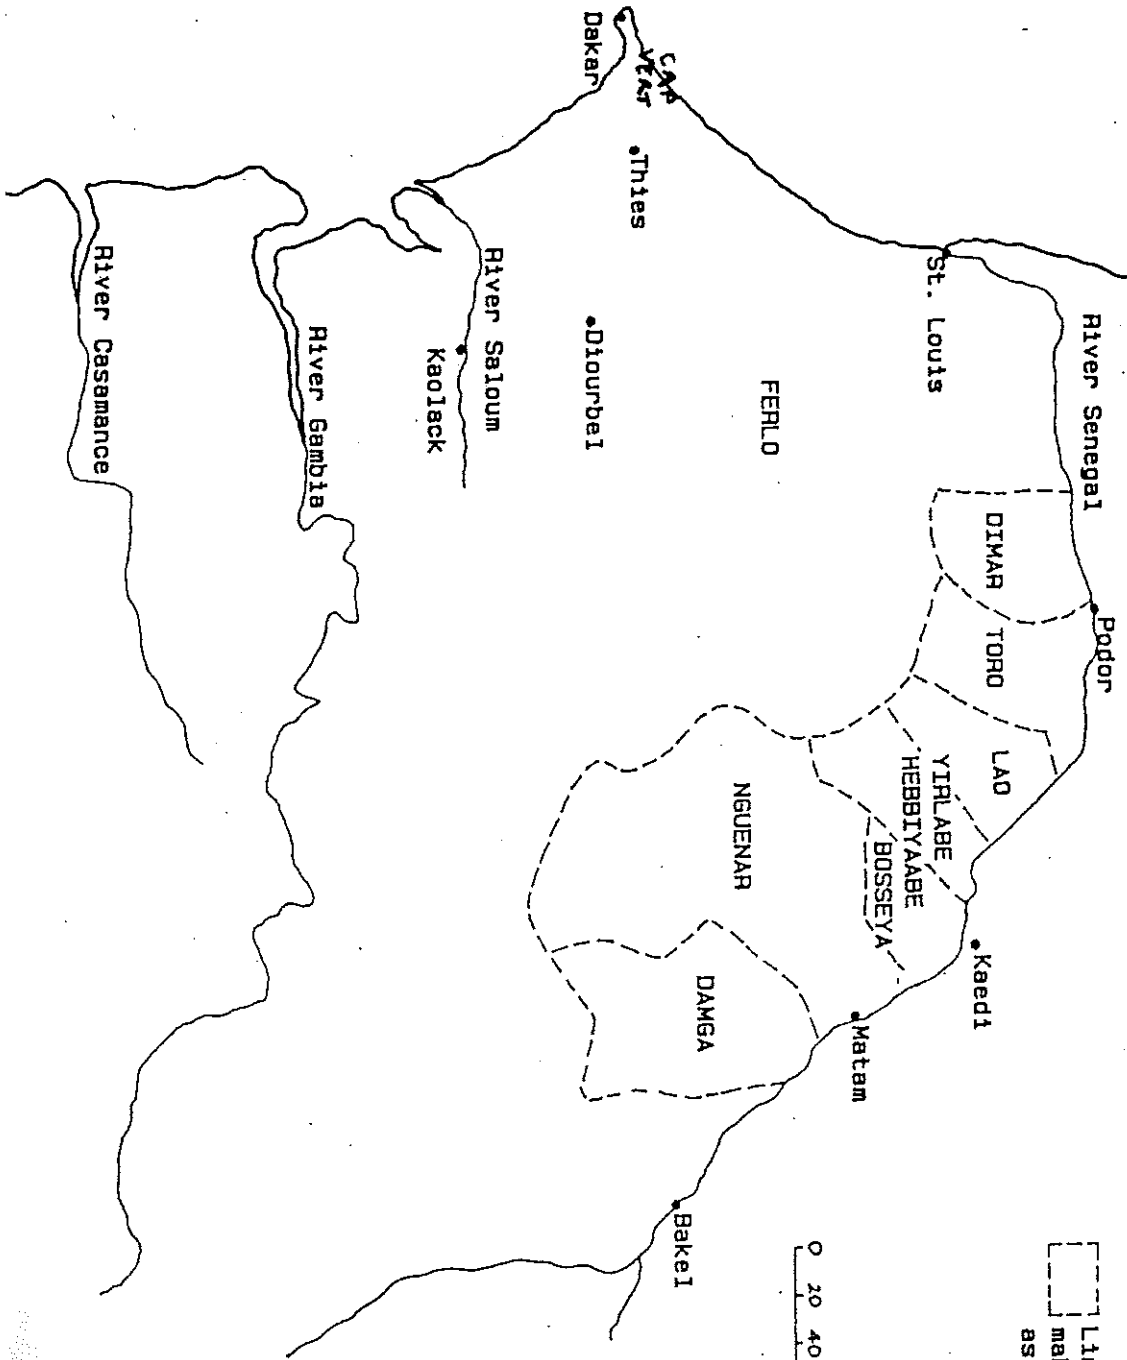 River Senegal
Podor
as
St. Louis
DIMAR
TORO
LAO
Kaedi
YIRLABE
HEBBIYAABE
BOSSEYA
Matam
0 20 40
FERLO
NGUENAR
DAMGA
CAP
VERT
Bakel
Thies
Dakar
Diourbel
River Saloum
Kaolack
River Gambia
River Casamance